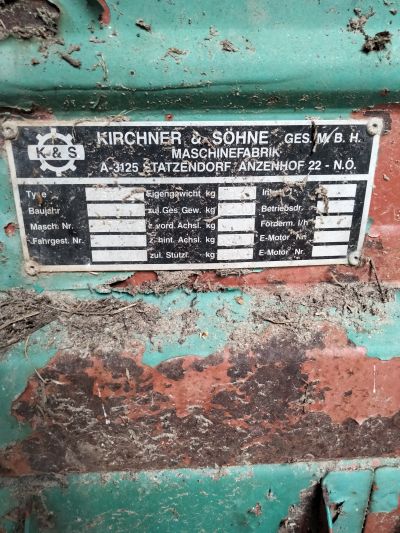 K & S
KIRCHNER & SÖHNE GES. M. B. H.
MASCHINEFABRIK
A-3125 STATZENDORF ANZENHOF 22 - N.Ö.
Type Eigengewicht kg
Baujahr zul. Ges. Gew. kg Betriebsdr.
Masch. Nr. z. vord. Achsl. kg Förderm. l/h
Fahrgest. Nr. z. hint. Achsl. kg E-Motor Nr.
zul. Stützl. kg E-Motor Nr.